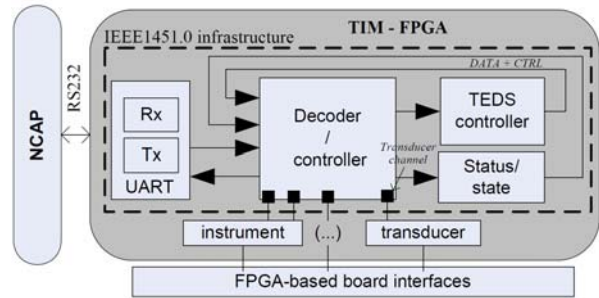 TIM - FPGA
IEEE1451.0 infrastructure
DATA + CTRL
NCAP
RS232
Rx
Tx
UART
Decoder
/
controller
TEDS
controller
Transducer
channel
Status/
state
instrument
(...)
transducer
FPGA-based board interfaces